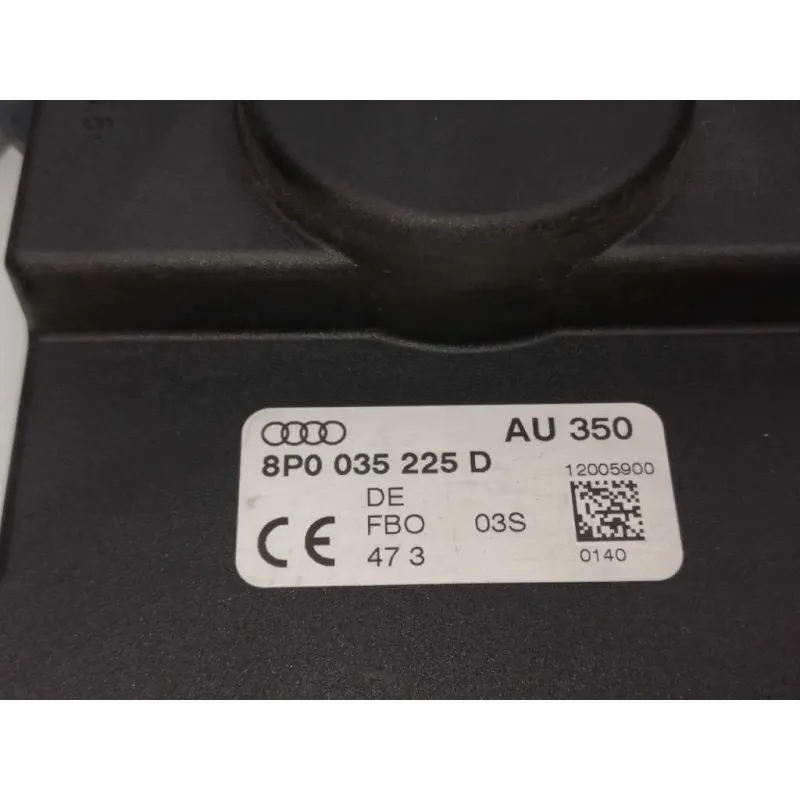 AU 350
8P0 035 225 D
12005900
DE
FBO 03S
CE
47 3
0140